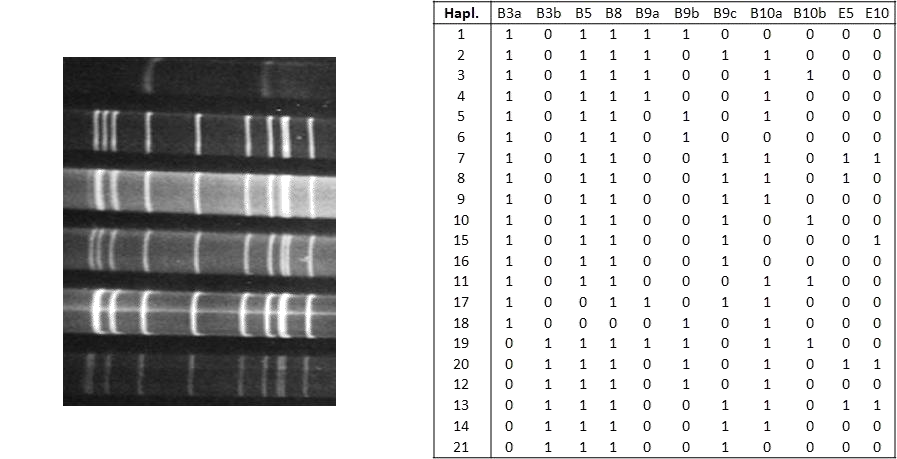 Hapl. B3a B3b B5 B8 B9a B9b B9c B10a B10b E5 E10
1 1 0 1 1 1 1 0 0 0 0 0
2 1 0 1 1 1 0 1 1 0 0 0
3 1 0 1 1 1 0 0 1 1 0 0
4 1 0 1 1 1 0 0 1 0 0 0
5 1 0 1 1 0 1 0 1 0 0 0
6 1 0 1 1 0 1 0 0 0 0 0
7 1 0 1 1 0 0 1 1 0 1 1
8 1 0 1 1 0 0 1 1 0 1 0
9 1 0 1 1 0 0 1 1 0 0 0
10 1 0 1 1 0 0 1 0 1 0 0
15 1 0 1 1 0 0 1 0 0 0 1
16 1 0 1 1 0 0 1 0 0 0 0
11 1 0 1 1 0 0 0 1 1 0 0
17 1 0 0 1 1 0 1 1 0 0 0
18 1 0 0 0 0 1 0 1 0 0 0
19 0 1 1 1 1 1 0 1 1 0 0
20 0 1 1 1 0 1 0 1 0 1 1
12 0 1 1 1 0 1 0 1 0 0 0
13 0 1 1 1 0 0 1 1 0 1 1
14 0 1 1 1 0 0 1 1 0 0 0
21 0 1 1 1 0 0 1 0 0 0 0